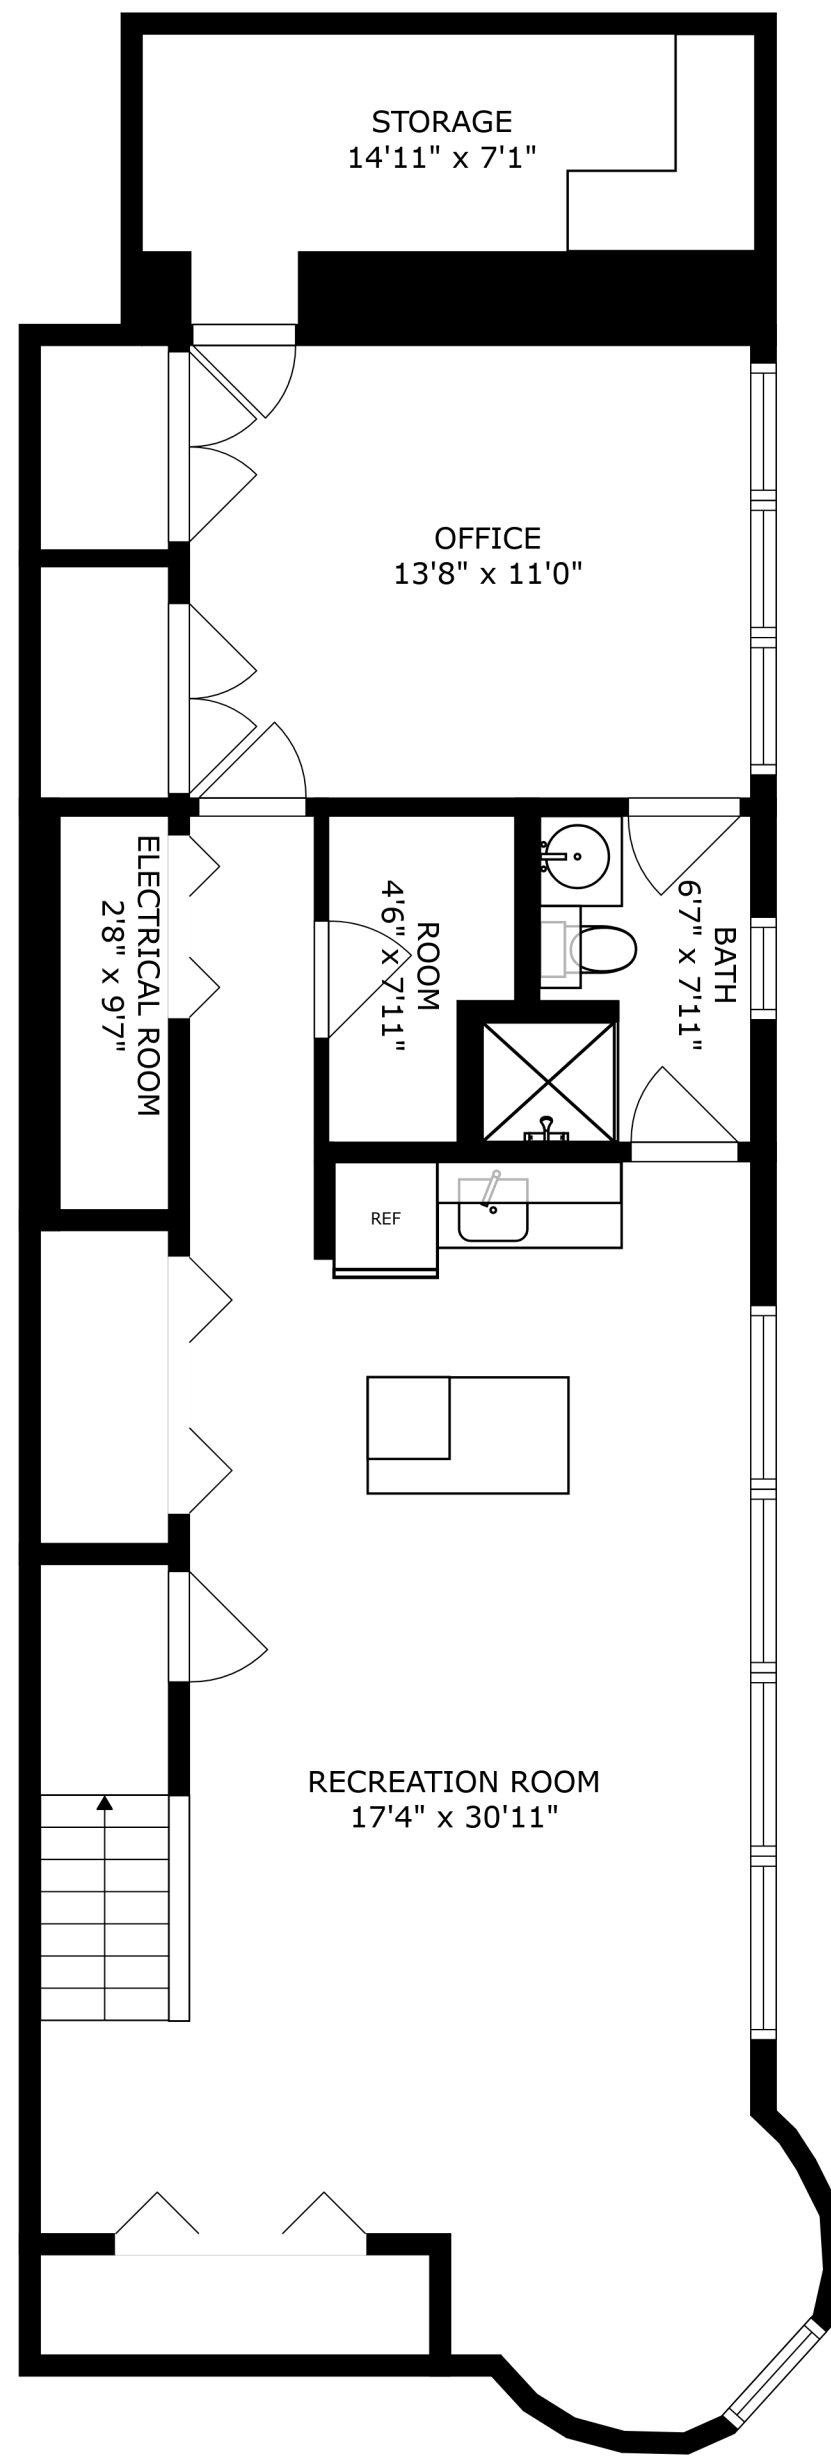 STORAGE
14'11" x 7'1"
OFFICE
13'8" x 11'0"
ELECTRICAL ROOM
2'8" x 9'7"
ROOM
4'6" x 7'11"
BATH
6'7" x 7'11"
REF
RECREATION ROOM
17'4" x 30'11"